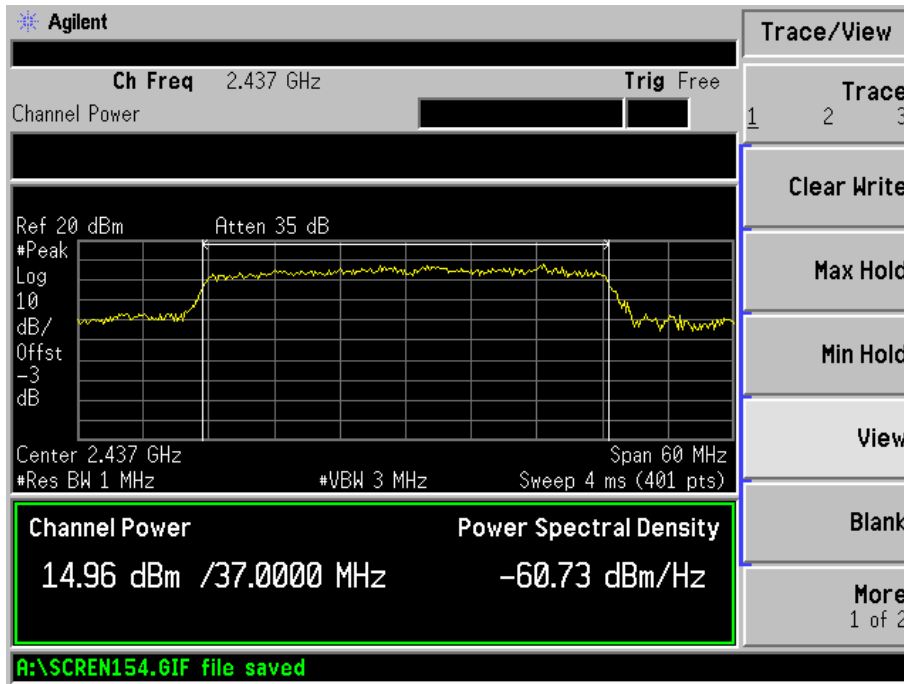 Agilent
Trace/View
Ch Freq 2.437 GHz Trig Free
Channel Power
Trace
1 2 3
Clear Write
Max Hold
Min Hold
View
Blank
More
1 of 2
Ref 20 dBm Atten 35 dB
#Peak
Log
10
dB/
Offst
-3
dB
Center 2.437 GHz Span 60 MHz
#Res BW 1 MHz #VBW 3 MHz Sweep 4 ms (401 pts)
Channel Power Power Spectral Density
14.96 dBm /37.0000 MHz -60.73 dBm/Hz
A:\SCREN154.GIF file saved